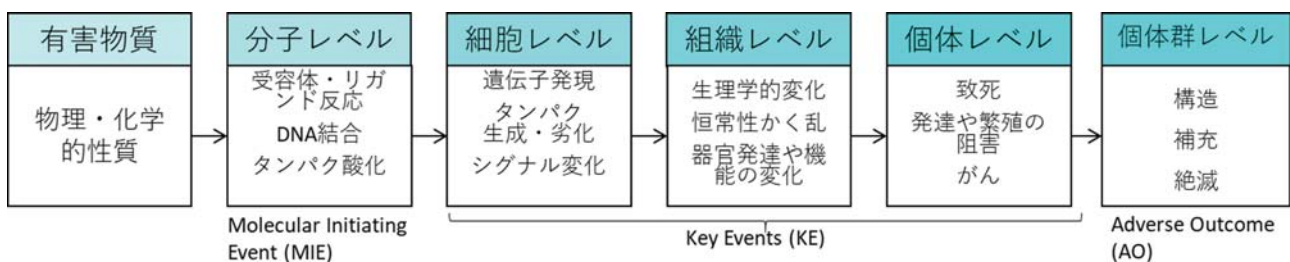 有害物質
物理・化学
的性質
分子レベル
受容体・リガ
ンド反応
DNA結合
タンパク酸化
細胞レベル
遺伝子発現
タンパク
生成・劣化
シグナル変化
組織レベル
生理学的変化
恒常性かく乱
器官発達や機
能の変化
個体レベル
致死
発達や繁殖の
阻害
がん
個体群レベル
構造
補充
絶滅
Molecular Initiating
Event (MIE)
Key Events (KE)
Adverse Outcome
(AO)